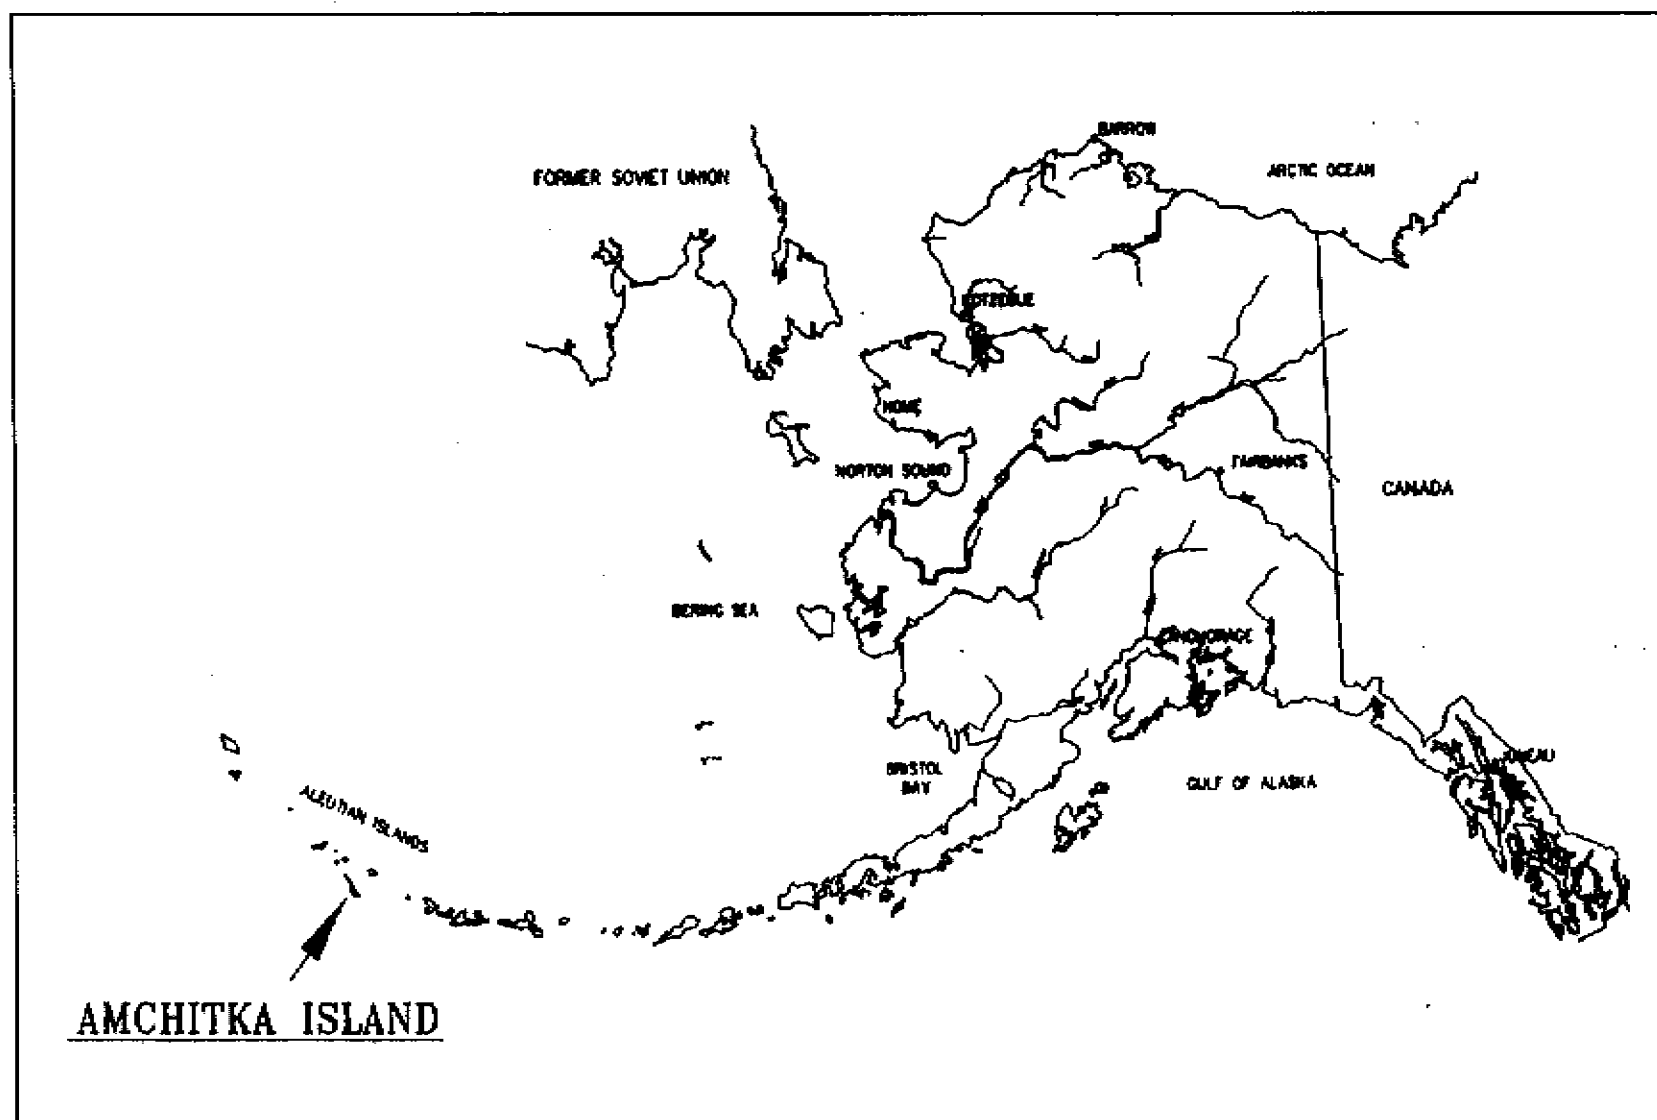 BARROW
FORMER SOVIET UNION
ARCTIC OCEAN
KOTZEBUE
NOME
NORTON SOUND
FAIRBANKS
CANADA
BERING SEA
ANCHORAGE
BRISTOL
BAY
GULF OF ALASKA
JUNEAU
ALEUTIAN ISLANDS
AMCHITKA ISLAND